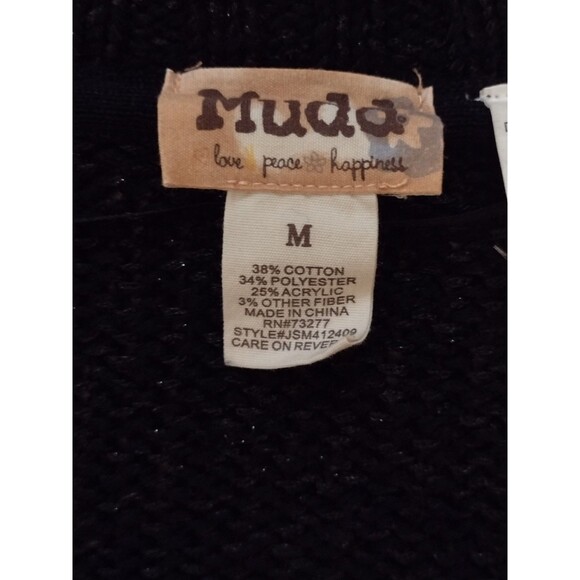 Mudd
love peace happiness
M
38% COTTON
34% POLYESTER
25% ACRYLIC
3% OTHER FIBER
MADE IN CHINA
RN#73277
STYLE#JSM412409
CARE ON REVER